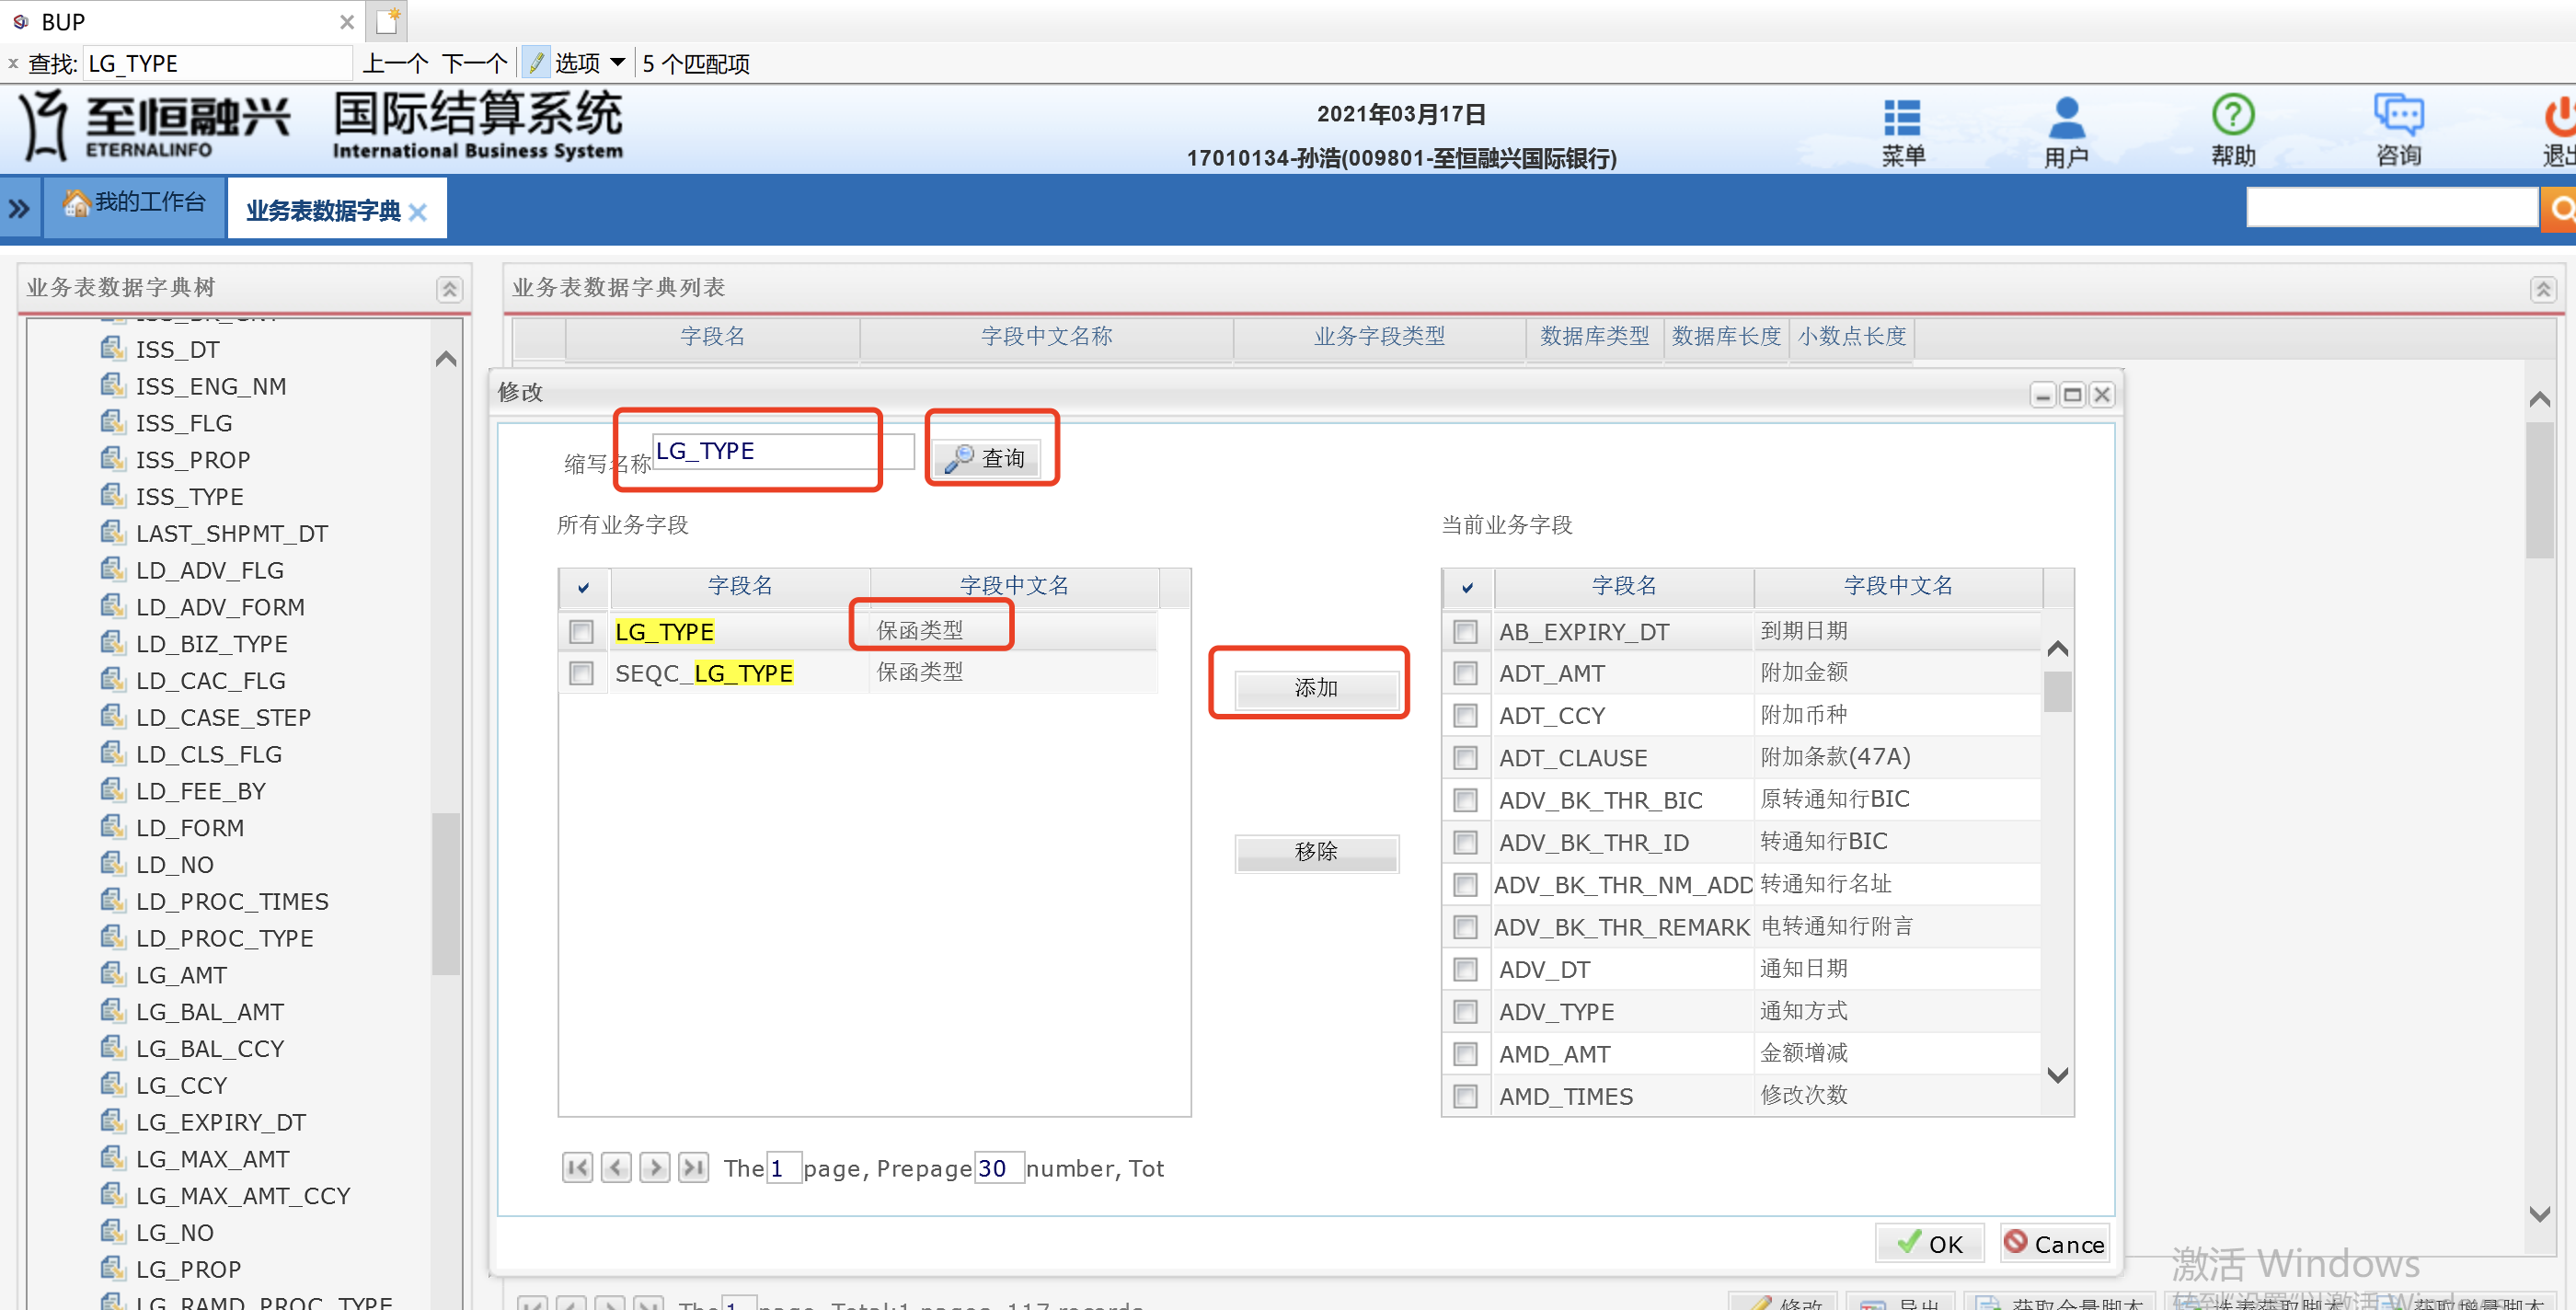 BUP
x 查找: LG_TYPE 上一个 下一个 选项 5 个匹配项
至恒融兴 ETERNALINFO
国际结算系统
International Business System
2021年03月17日
17010134-孙浩(009801-至恒融兴国际银行)
菜单 用户 帮助 咨询
我的工作台 业务表数据字典
业务表数据字典树
ISS_DT
ISS_ENG_NM
ISS_FLG
ISS_PROP
ISS_TYPE
LAST_SHPMT_DT
LD_ADV_FLG
LD_ADV_FORM
LD_BIZ_TYPE
LD_CAC_FLG
LD_CASE_STEP
LD_CLS_FLG
LD_FEE_BY
LD_FORM
LD_NO
LD_PROC_TIMES
LD_PROC_TYPE
LG_AMT
LG_BAL_AMT
LG_BAL_CCY
LG_CCY
LG_EXPIRY_DT
LG_MAX_AMT
LG_MAX_AMT_CCY
LG_NO
LG_PROP
LG_RAMD_PROC_TYPE
业务表数据字典列表
字段名 字段中文名称 业务字段类型 数据库类型 数据库长度 小数点长度
修改
缩写名称 LG_TYPE 查询
所有业务字段
字段名 字段中文名
LG_TYPE 保函类型
SEQC_LG_TYPE 保函类型
添加
移除
当前业务字段
字段名 字段中文名
AB_EXPIRY_DT 到期日期
ADT_AMT 附加金额
ADT_CCY 附加币种
ADT_CLAUSE 附加条款(47A)
ADV_BK_THR_BIC 原转通知行BIC
ADV_BK_THR_ID 转通知行BIC
ADV_BK_THR_NM_ADD 转通知行名址
ADV_BK_THR_REMARK 电转通知行附言
ADV_DT 通知日期
ADV_TYPE 通知方式
AMD_AMT 金额增减
AMD_TIMES 修改次数
The 1 page, Prepage 30 number, Tot
OK Cance
激活 Windows
The 1 page, Total:1 pages, 117 records
修改 导出 获取全量脚本